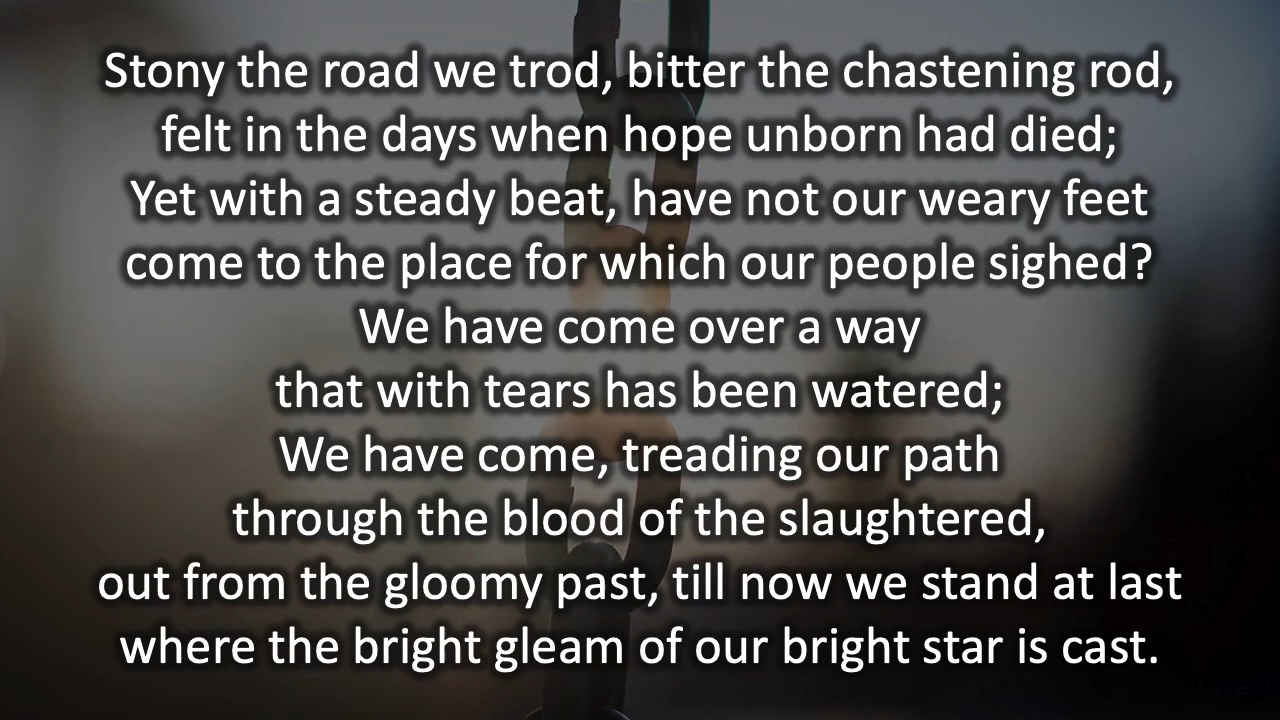 Stony the road we trod, bitter the chastening rod,
felt in the days when hope unborn had died;
Yet with a steady beat, have not our weary feet
come to the place for which our people sighed?
We have come over a way
that with tears has been watered;
We have come, treading our path
through the blood of the slaughtered,
out from the gloomy past, till now we stand at last
where the bright gleam of our bright star is cast.